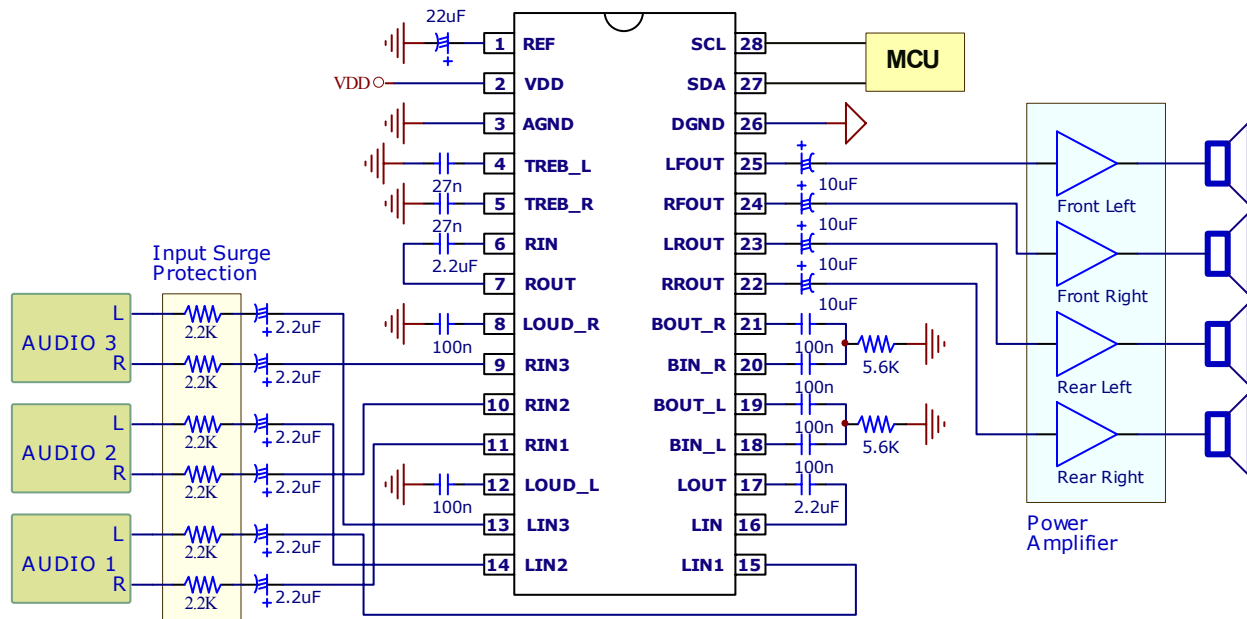 22uF
+
1
REF
VDD
2
VDD
3
AGND
4
TREB_L
27n
5
TREB_R
27n
6
RIN
2.2uF
7
ROUT
8
LOUD_R
100n
9
RIN3
10
RIN2
11
RIN1
12
LOUD_L
100n
13
LIN3
14
LIN2
SCL
28
MCU
SDA
27
DGND
26
LFOUT
25
+
10uF
RFOUT
24
+
10uF
LROUT
23
+
10uF
RROUT
22
+
10uF
BOUT_R
21
100n
BIN_R
20
100n
5.6K
BOUT_L
19
100n
BIN_L
18
100n
5.6K
LOUT
17
2.2uF
LIN
16
LIN1
15
Input Surge
Protection
AUDIO 3
L
2.2K
+
2.2uF
R
2.2K
+
2.2uF
AUDIO 2
L
2.2K
+
2.2uF
R
2.2K
+
2.2uF
AUDIO 1
L
2.2K
+
2.2uF
R
2.2K
+
2.2uF
Front Left
Front Right
Rear Left
Rear Right
Power
Amplifier